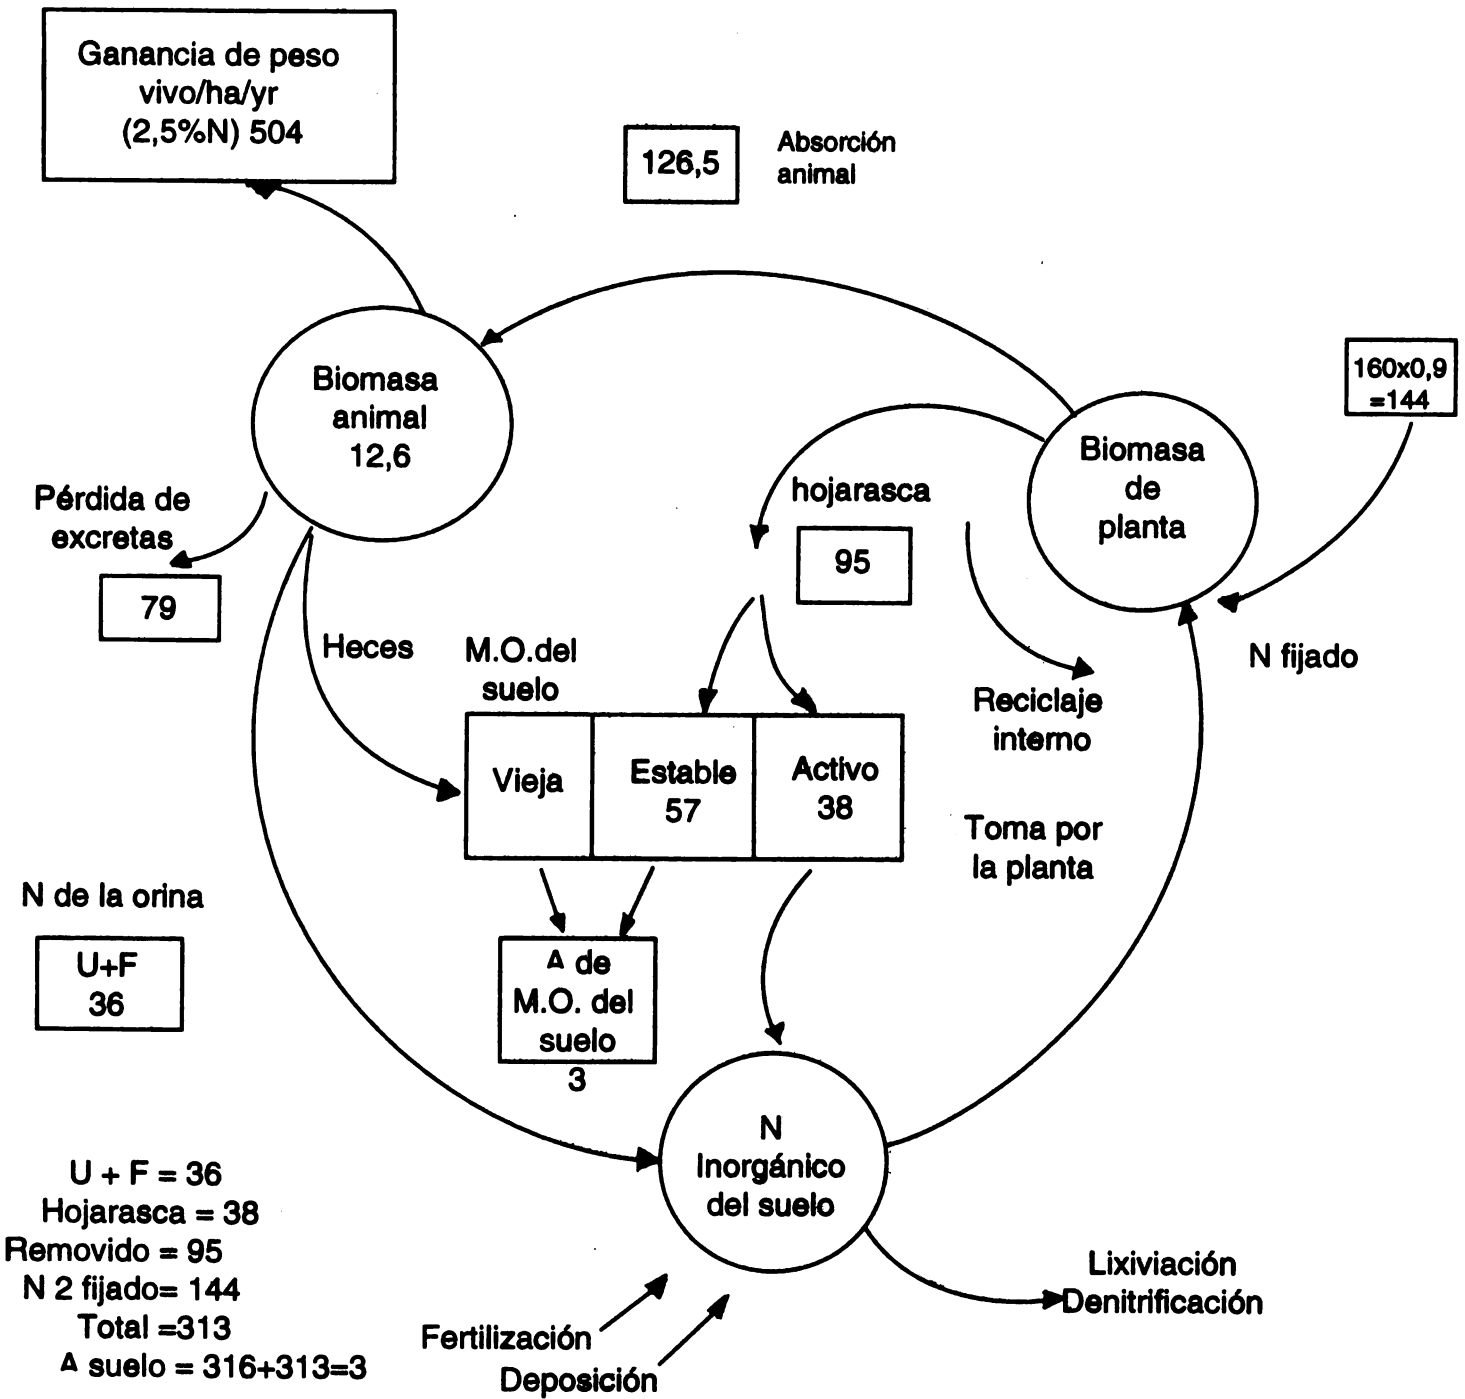 Ganancia de peso
vivo/ha/yr
(2,5%N) 504
126,5
Absorción
animal
Biomasa
animal
12,6
160x0,9
=144
Biomasa
de
planta
Pérdida de
excretas
79
hojarasca
95
Heces
M.O.del
suelo
N fijado
Reciclaje
interno
Vieja
Estable
57
Activo
38
Toma por
la planta
N de la orina
U+F
36
Δ de
M.O. del
suelo
3
N
Inorgánico
del suelo
U + F = 36
Hojarasca = 38
Removido = 95
N 2 fijado= 144
Total =313
Δ suelo = 316+313=3
Lixiviación
Denitrificación
Fertilización
Deposición